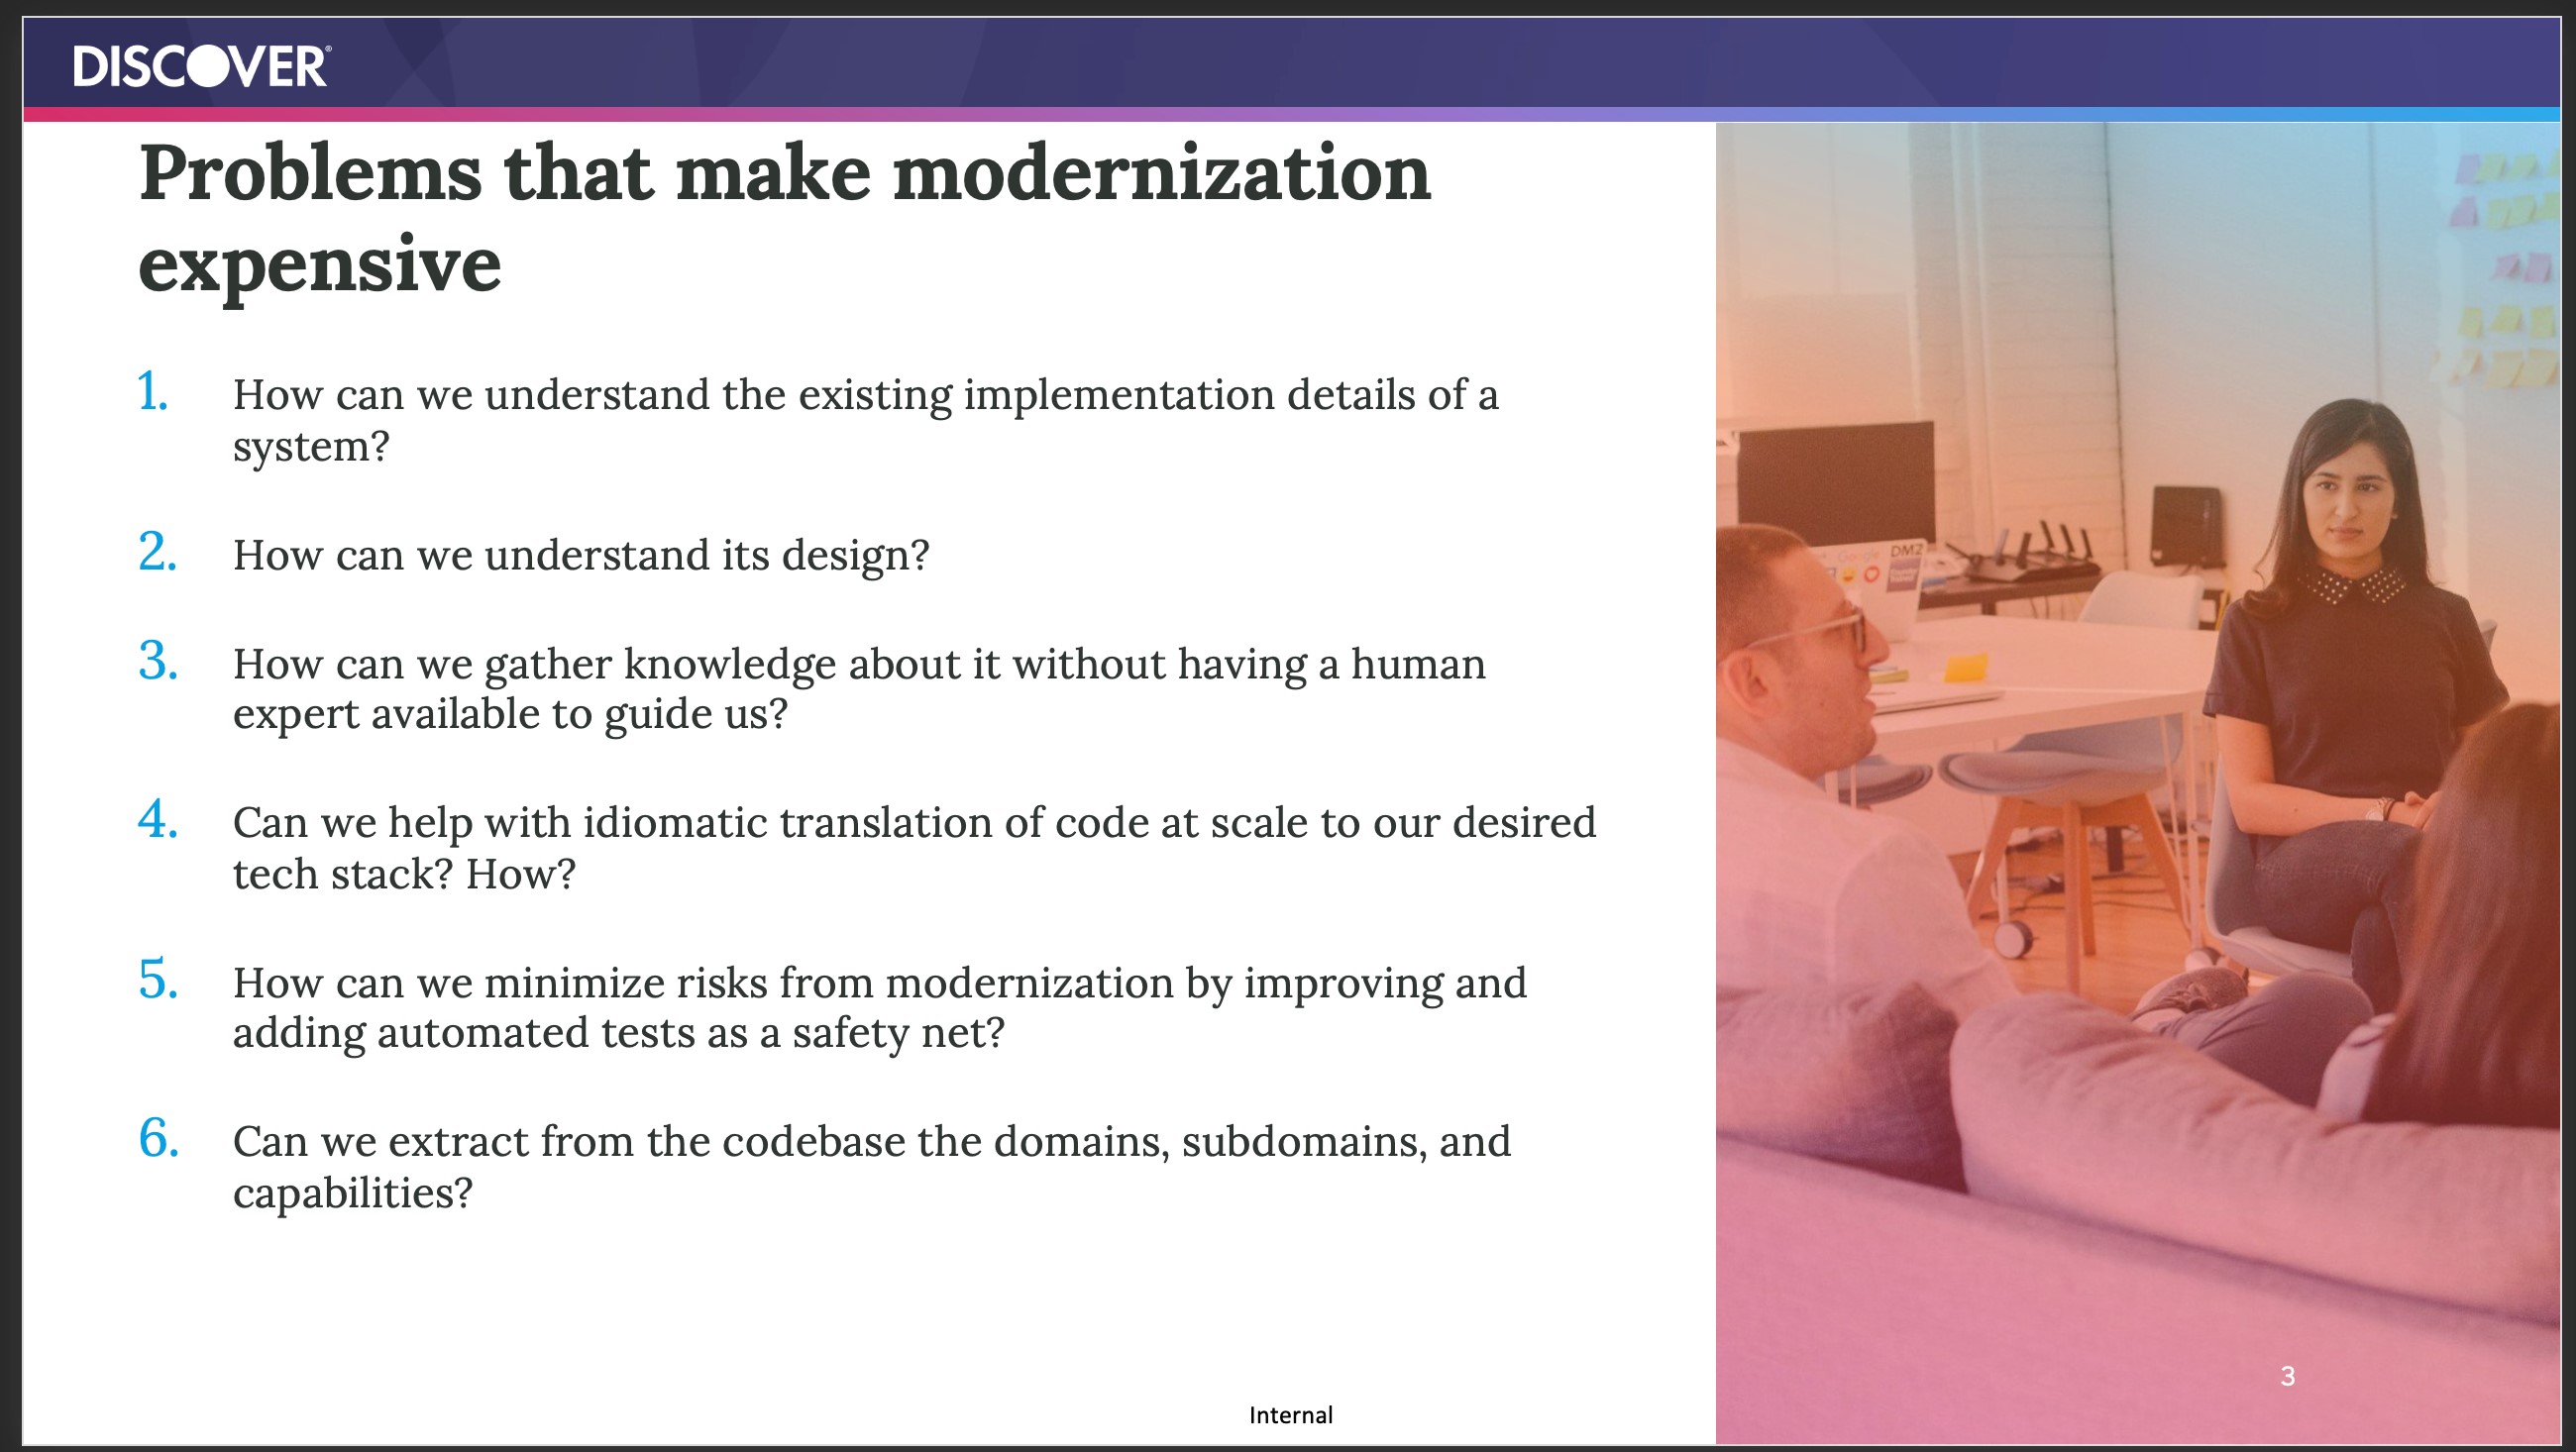 DISCOVER®
Problems that make modernization
expensive
1. How can we understand the existing implementation details of a
system?
2. How can we understand its design?
3. How can we gather knowledge about it without having a human
expert available to guide us?
4. Can we help with idiomatic translation of code at scale to our desired
tech stack? How?
5. How can we minimize risks from modernization by improving and
adding automated tests as a safety net?
6. Can we extract from the codebase the domains, subdomains, and
capabilities?
Google DMZ
3
Internal